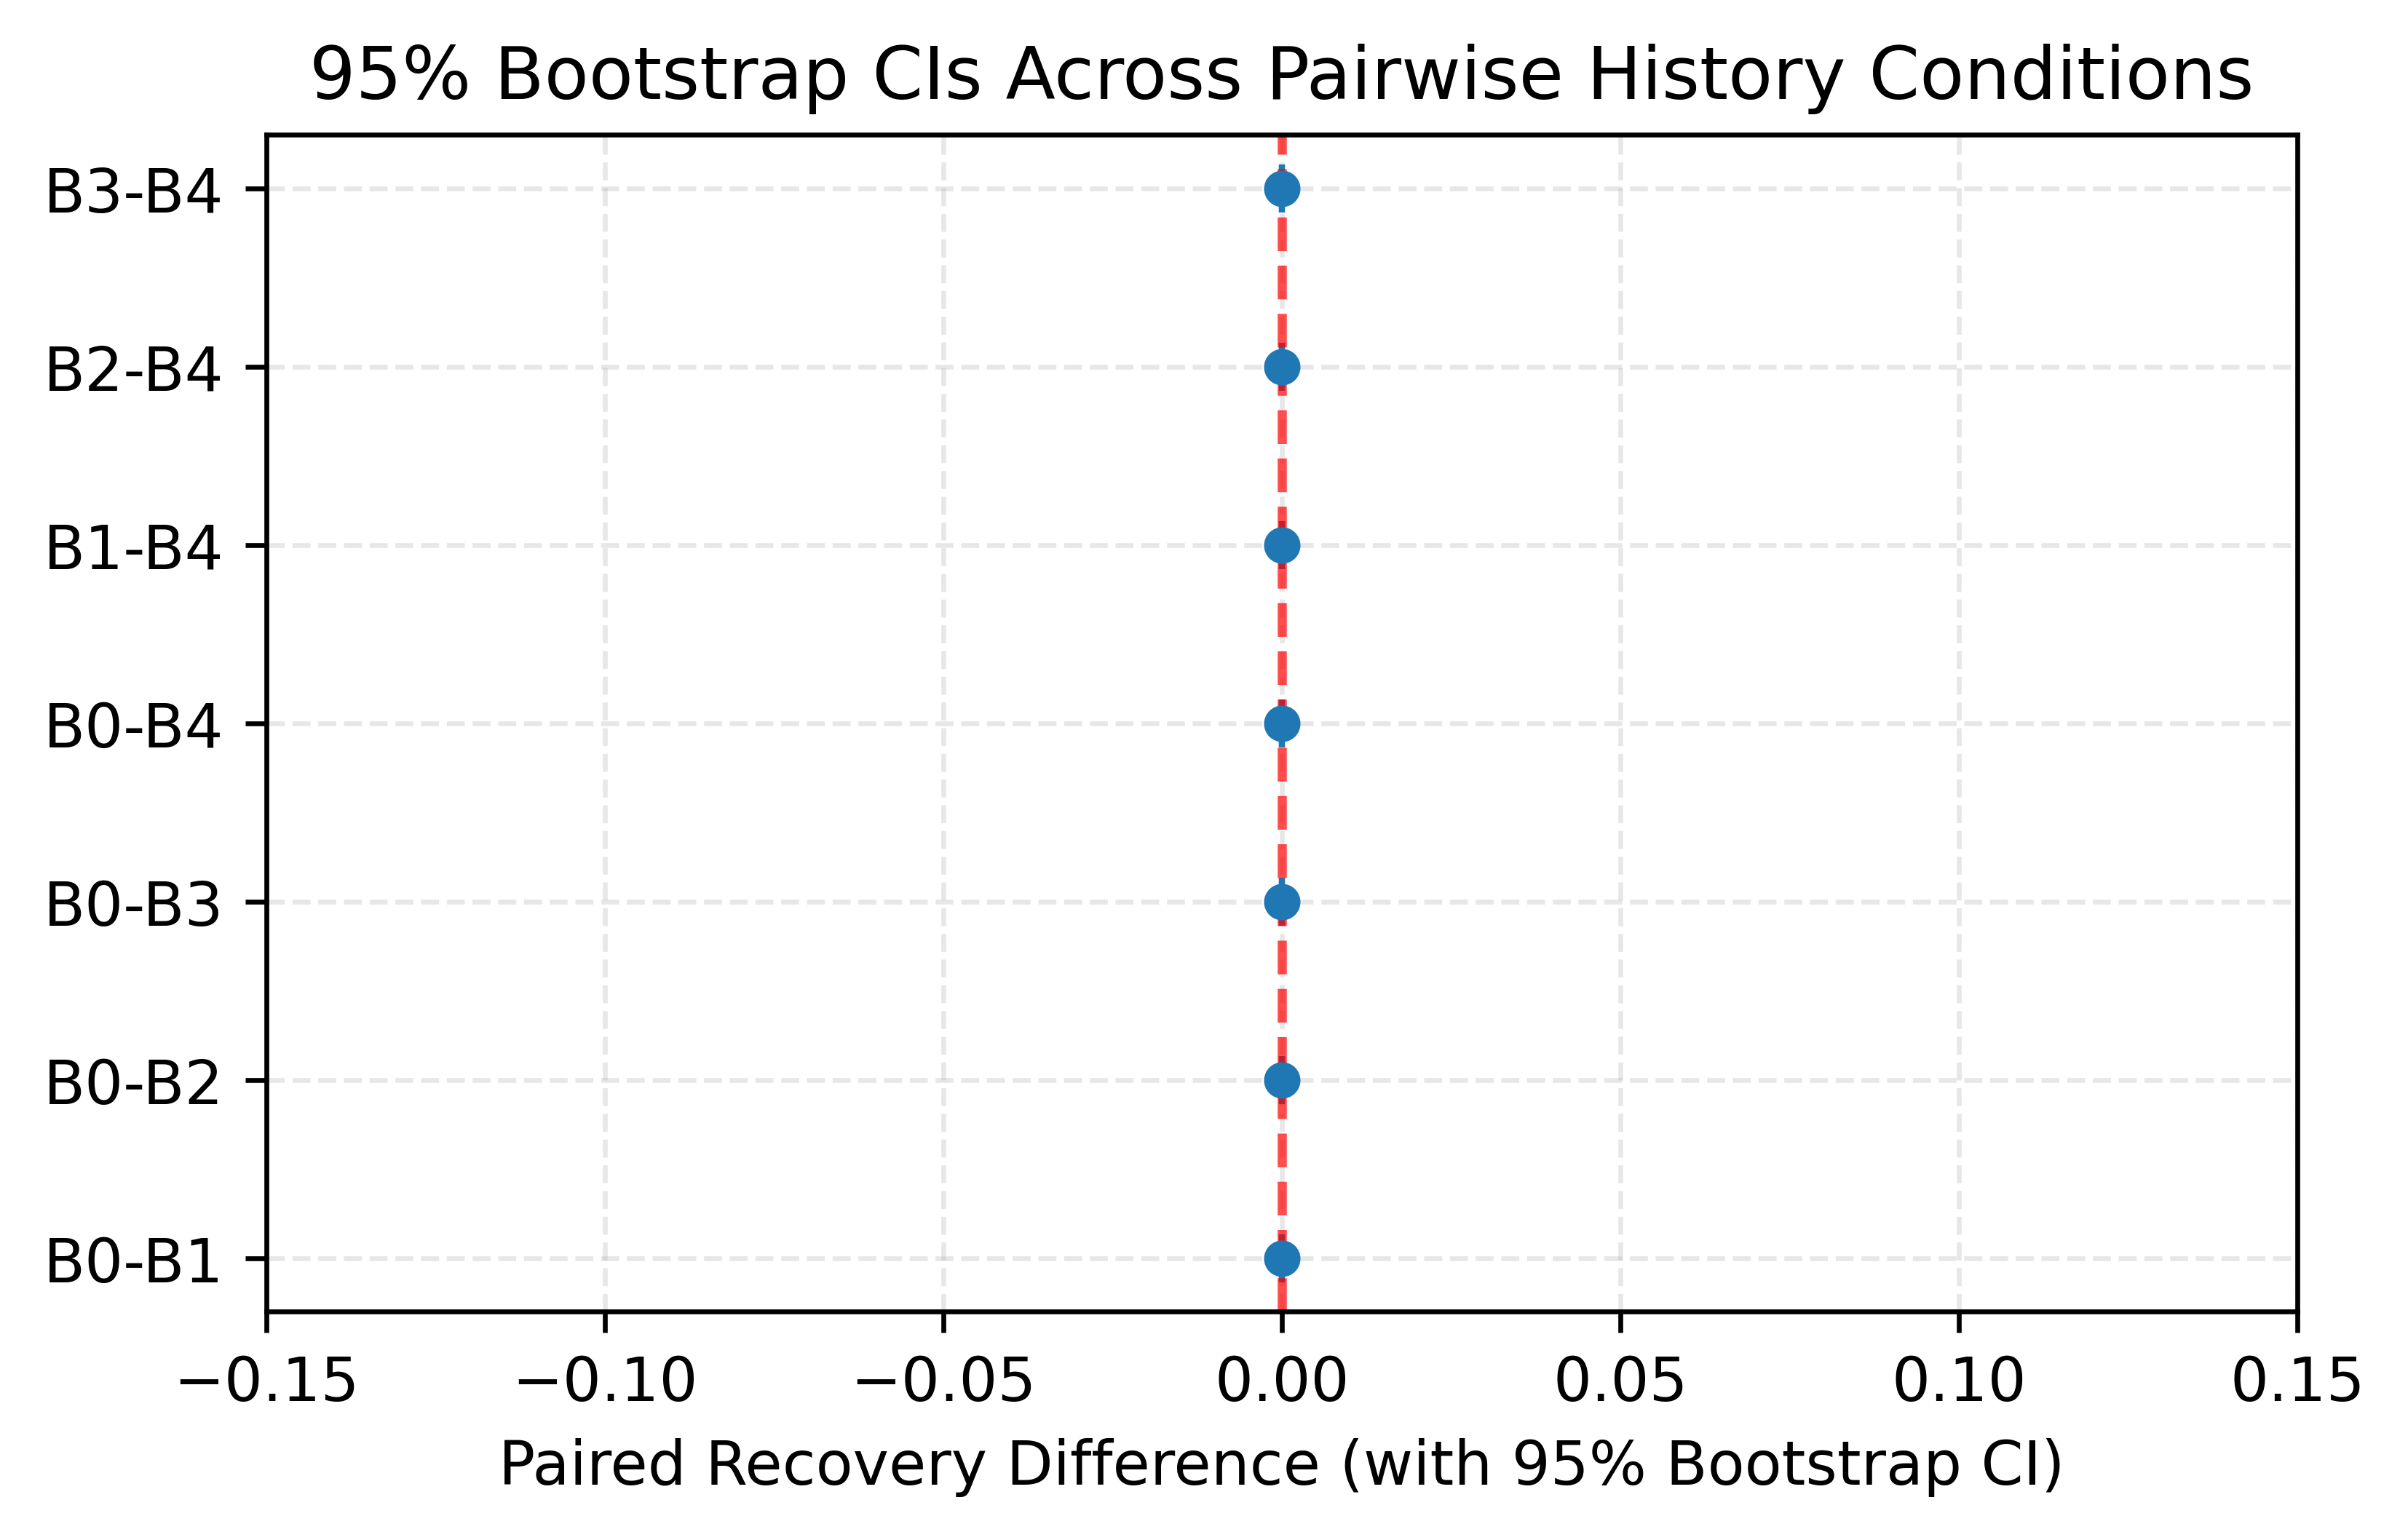 95% Bootstrap CIs Across Pairwise History Conditions
B3-B4
B2-B4
B1-B4
B0-B4
B0-B3
B0-B2
B0-B1
−0.15 −0.10 −0.05 0.00 0.05 0.10 0.15
Paired Recovery Difference (with 95% Bootstrap CI)